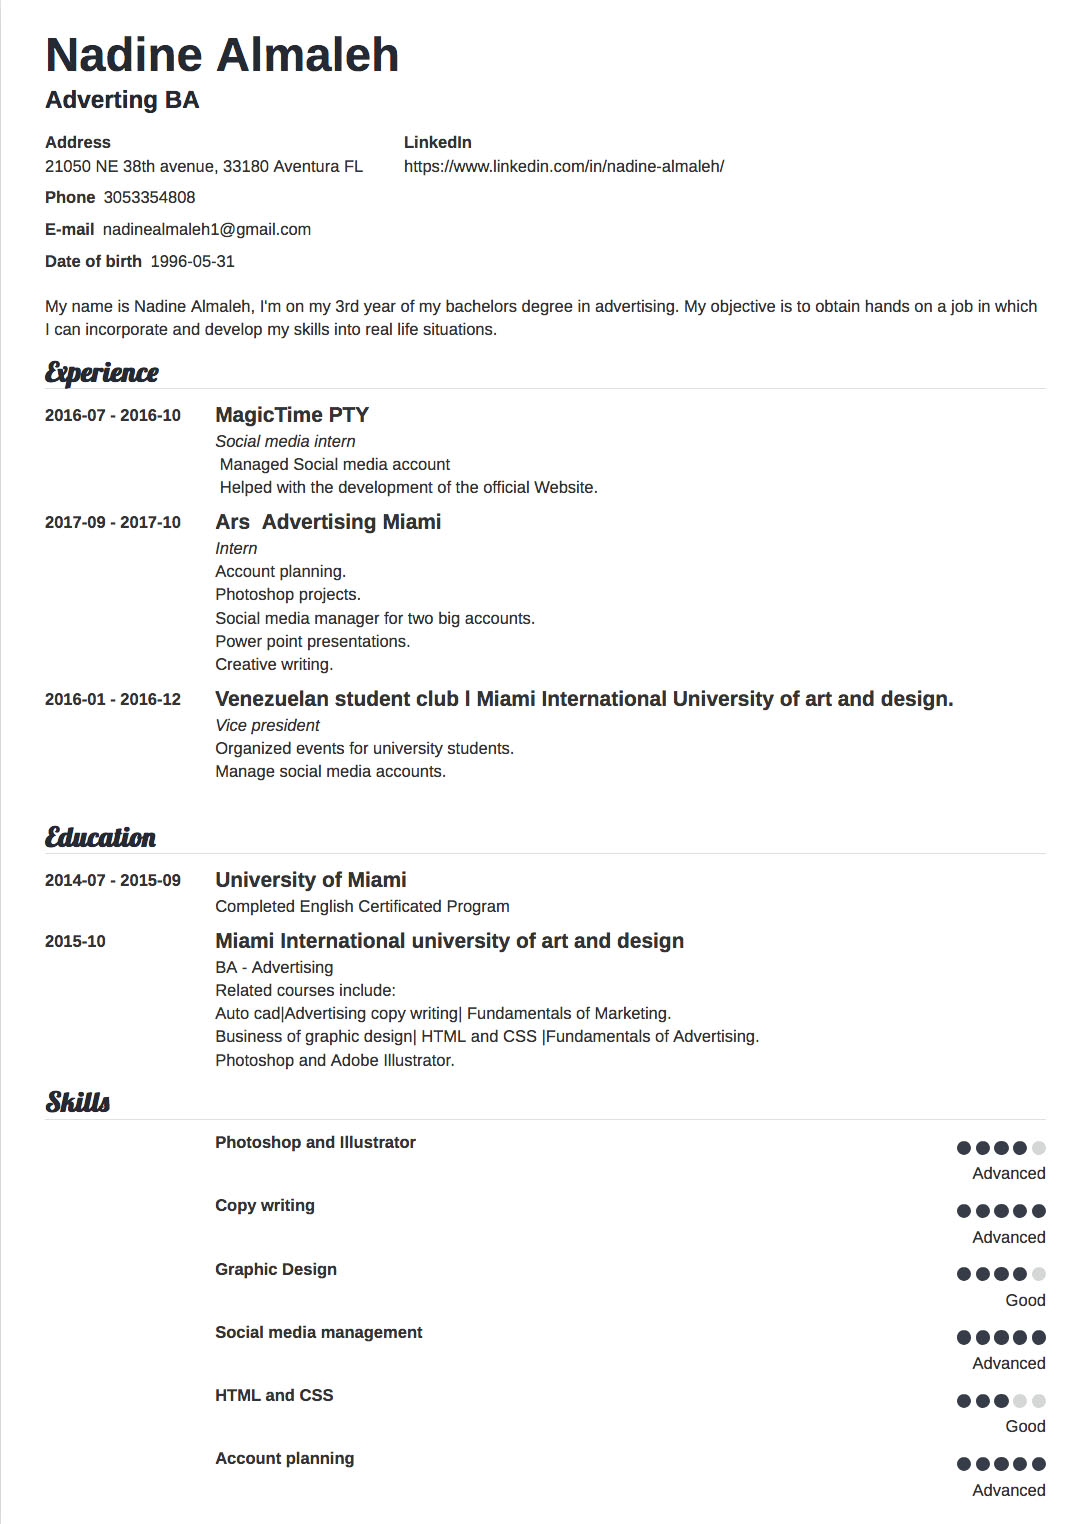 Nadine Almaleh
Adverting BA
Address
21050 NE 38th avenue, 33180 Aventura FL
LinkedIn
https://www.linkedin.com/in/nadine-almaleh/
Phone 3053354808
E-mail nadinealmaleh1@gmail.com
Date of birth 1996-05-31
My name is Nadine Almaleh, I'm on my 3rd year of my bachelors degree in advertising. My objective is to obtain hands on a job in which
I can incorporate and develop my skills into real life situations.
Experience
2016-07 - 2016-10 MagicTime PTY
Social media intern
Managed Social media account
Helped with the development of the official Website.
2017-09 - 2017-10 Ars Advertising Miami
Intern
Account planning.
Photoshop projects.
Social media manager for two big accounts.
Power point presentations.
Creative writing.
2016-01 - 2016-12 Venezuelan student club l Miami International University of art and design.
Vice president
Organized events for university students.
Manage social media accounts.
Education
2014-07 - 2015-09 University of Miami
Completed English Certificated Program
2015-10 Miami International university of art and design
BA - Advertising
Related courses include:
Auto cad|Advertising copy writing| Fundamentals of Marketing.
Business of graphic design| HTML and CSS |Fundamentals of Advertising.
Photoshop and Adobe Illustrator.
Skills
Photoshop and Illustrator
Advanced
Copy writing
Advanced
Graphic Design
Good
Social media management
Advanced
HTML and CSS
Good
Account planning
Advanced